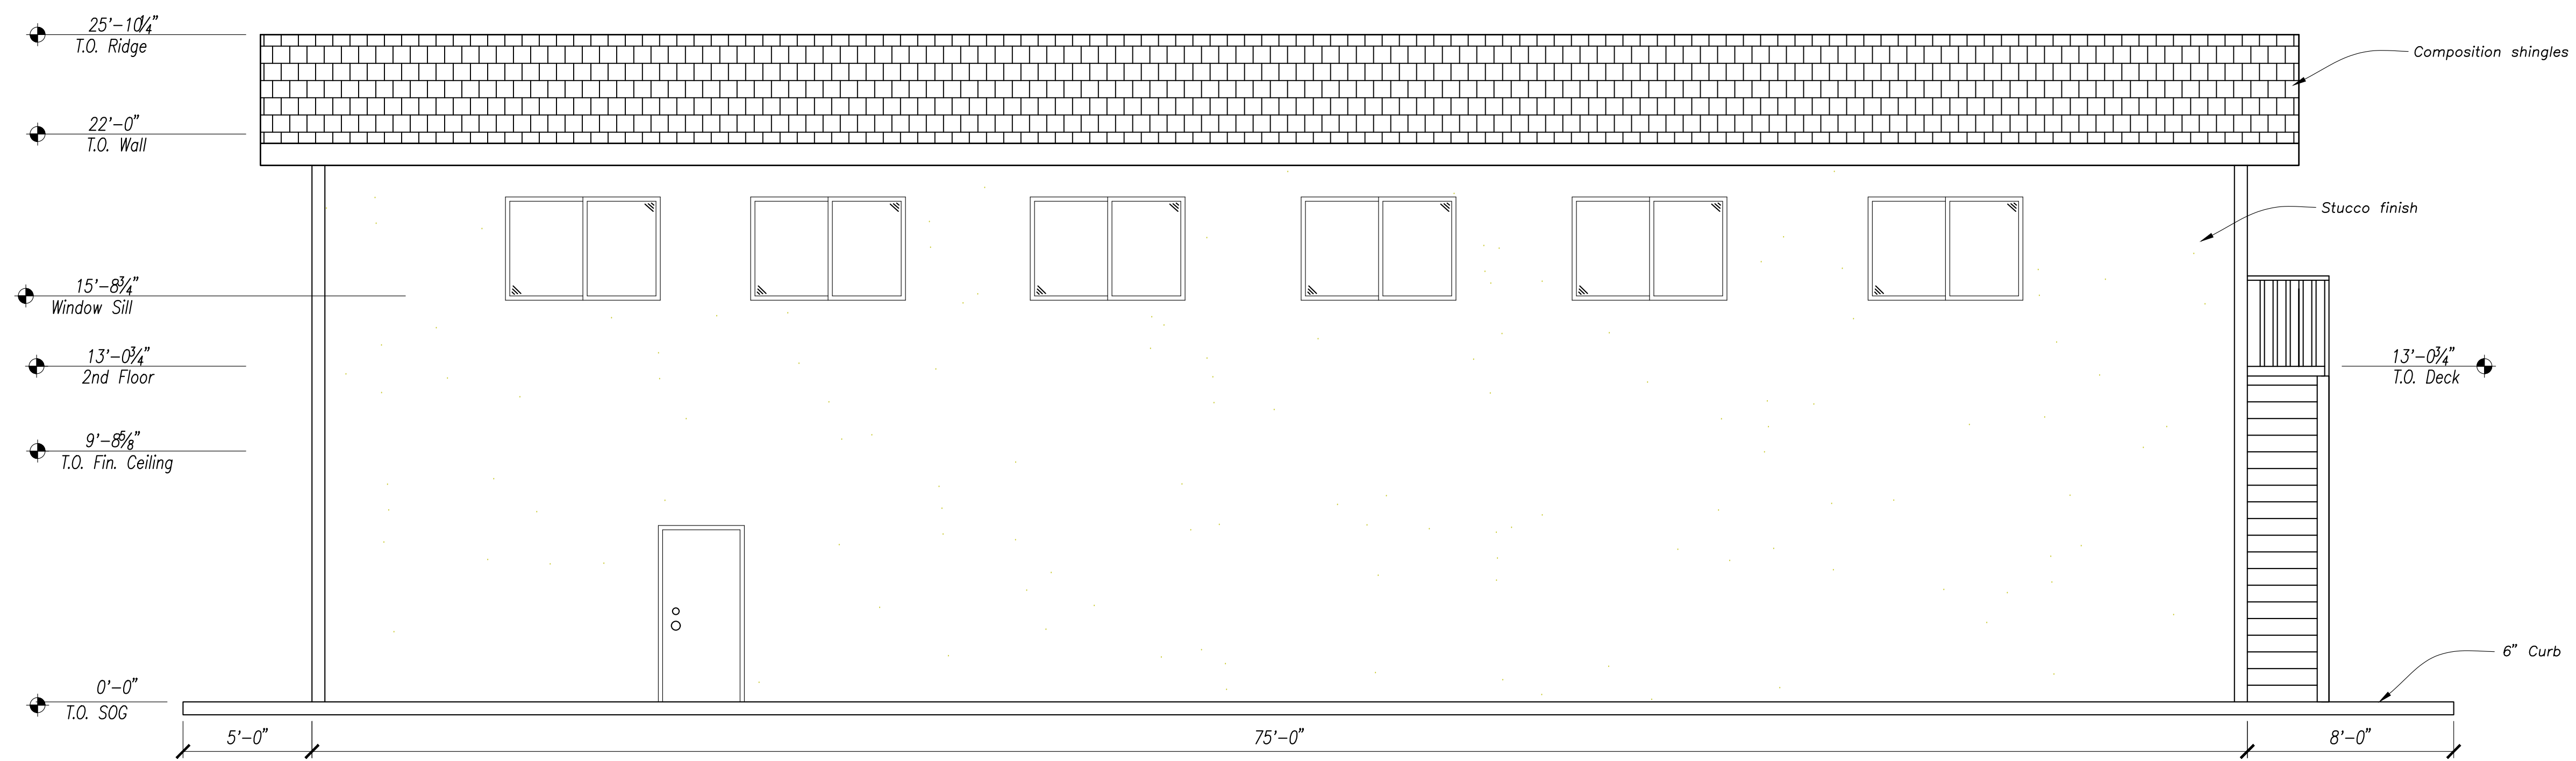 25'-10¼"
T.O. Ridge
Composition shingles
22'-0"
T.O. Wall
Stucco finish
15'-8¾"
Window Sill
13'-0¾"
2nd Floor
13'-0¾"
T.O. Deck
9'-8⅝"
T.O. Fin. Ceiling
6" Curb
0'-0"
T.O. SOG
5'-0"
75'-0"
8'-0"